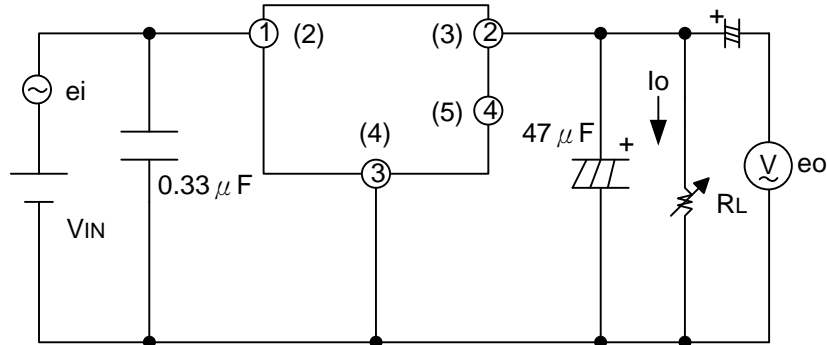 1 (2) (3) 2
+
ei
Io
(5) 4
(4)
47μF
+
V
~
eo
3
0.33μF
RL
VIN